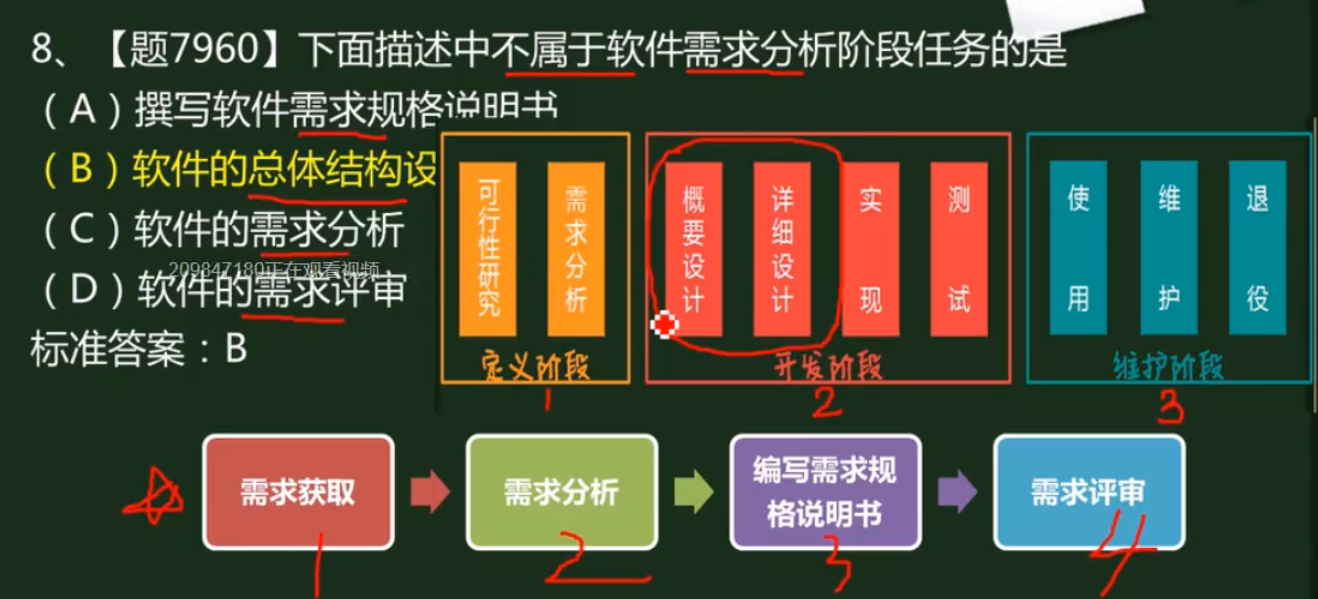 8、【题7960】下面描述中不属于软件需求分析阶段任务的是
（A）撰写软件需求规格说明书
（B）软件的总体结构设
（C）软件的需求分析
209847180正在观看视频
（D）软件的需求评审
标准答案：B
可行性研究
需求分析
定义阶段
1
概要设计
详细设计
实现
测试
开发阶段
2
使用
维护
退役
维护阶段
3
需求获取
1
需求分析
2
编写需求规
格说明书
3
需求评审
4